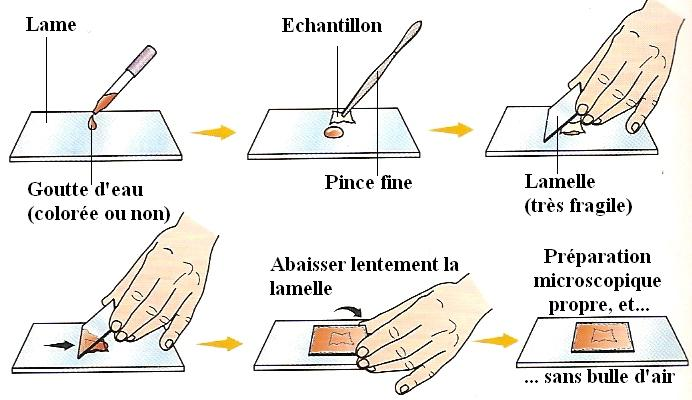 Lame
Echantillon
Goutte d'eau
(colorée ou non)
Pince fine
Lamelle
(très fragile)
Abaisser lentement la
lamelle
Préparation
microscopique
propre, et...
... sans bulle d'air